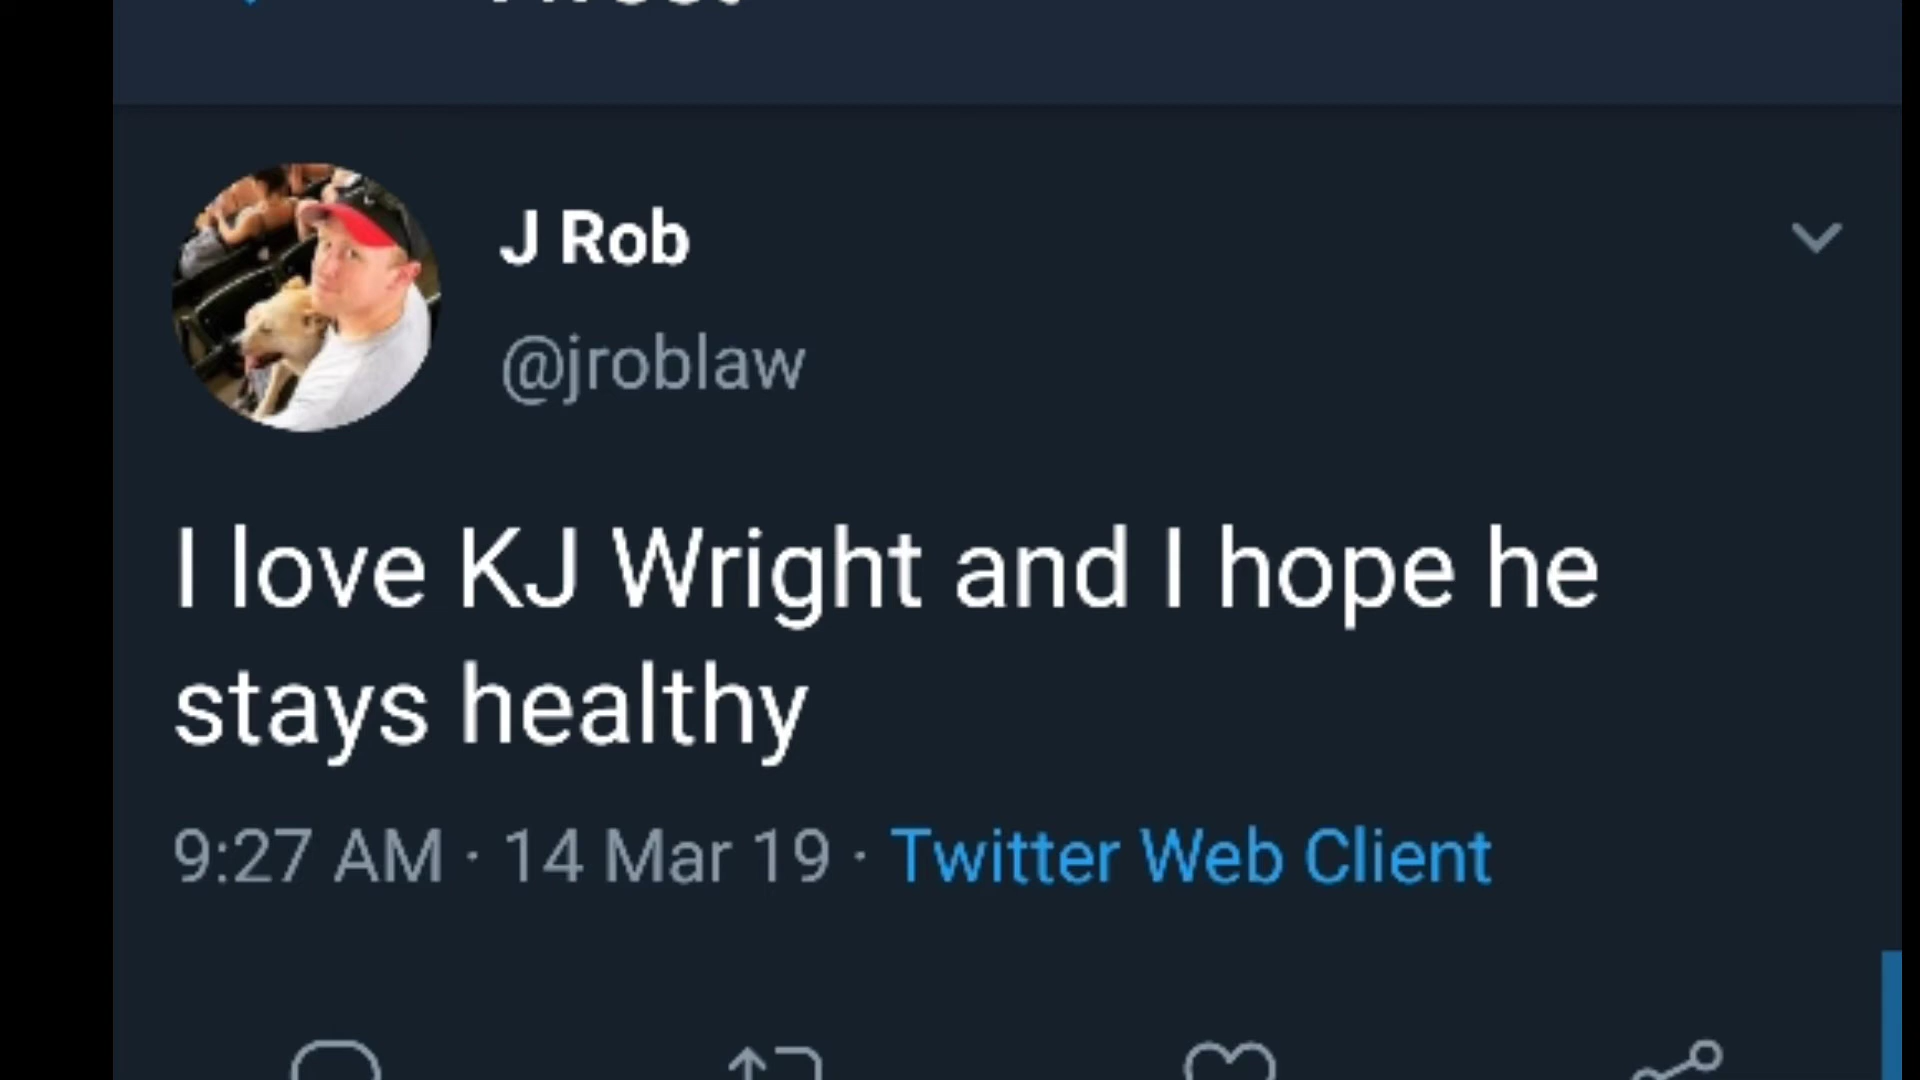 J Rob
@jroblaw
I love KJ Wright and I hope he
stays healthy
9:27 AM · 14 Mar 19 · Twitter Web Client